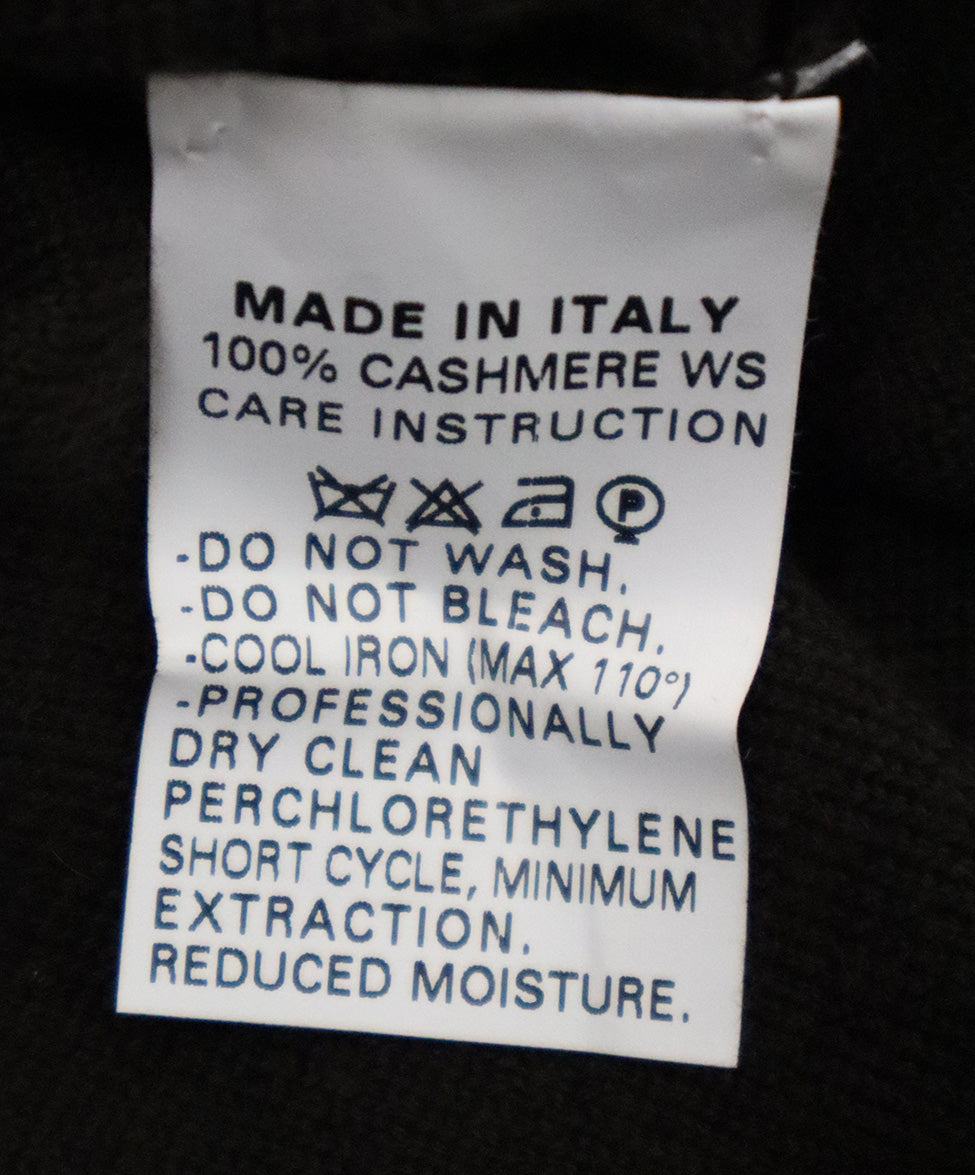 MADE IN ITALY
100% CASHMERE WS
CARE INSTRUCTION
P
-DO NOT WASH.
-DO NOT BLEACH.
-COOL IRON (MAX 110°)
-PROFESSIONALLY
DRY CLEAN
PERCHLORETHYLENE
SHORT CYCLE, MINIMUM
EXTRACTION.
REDUCED MOISTURE.